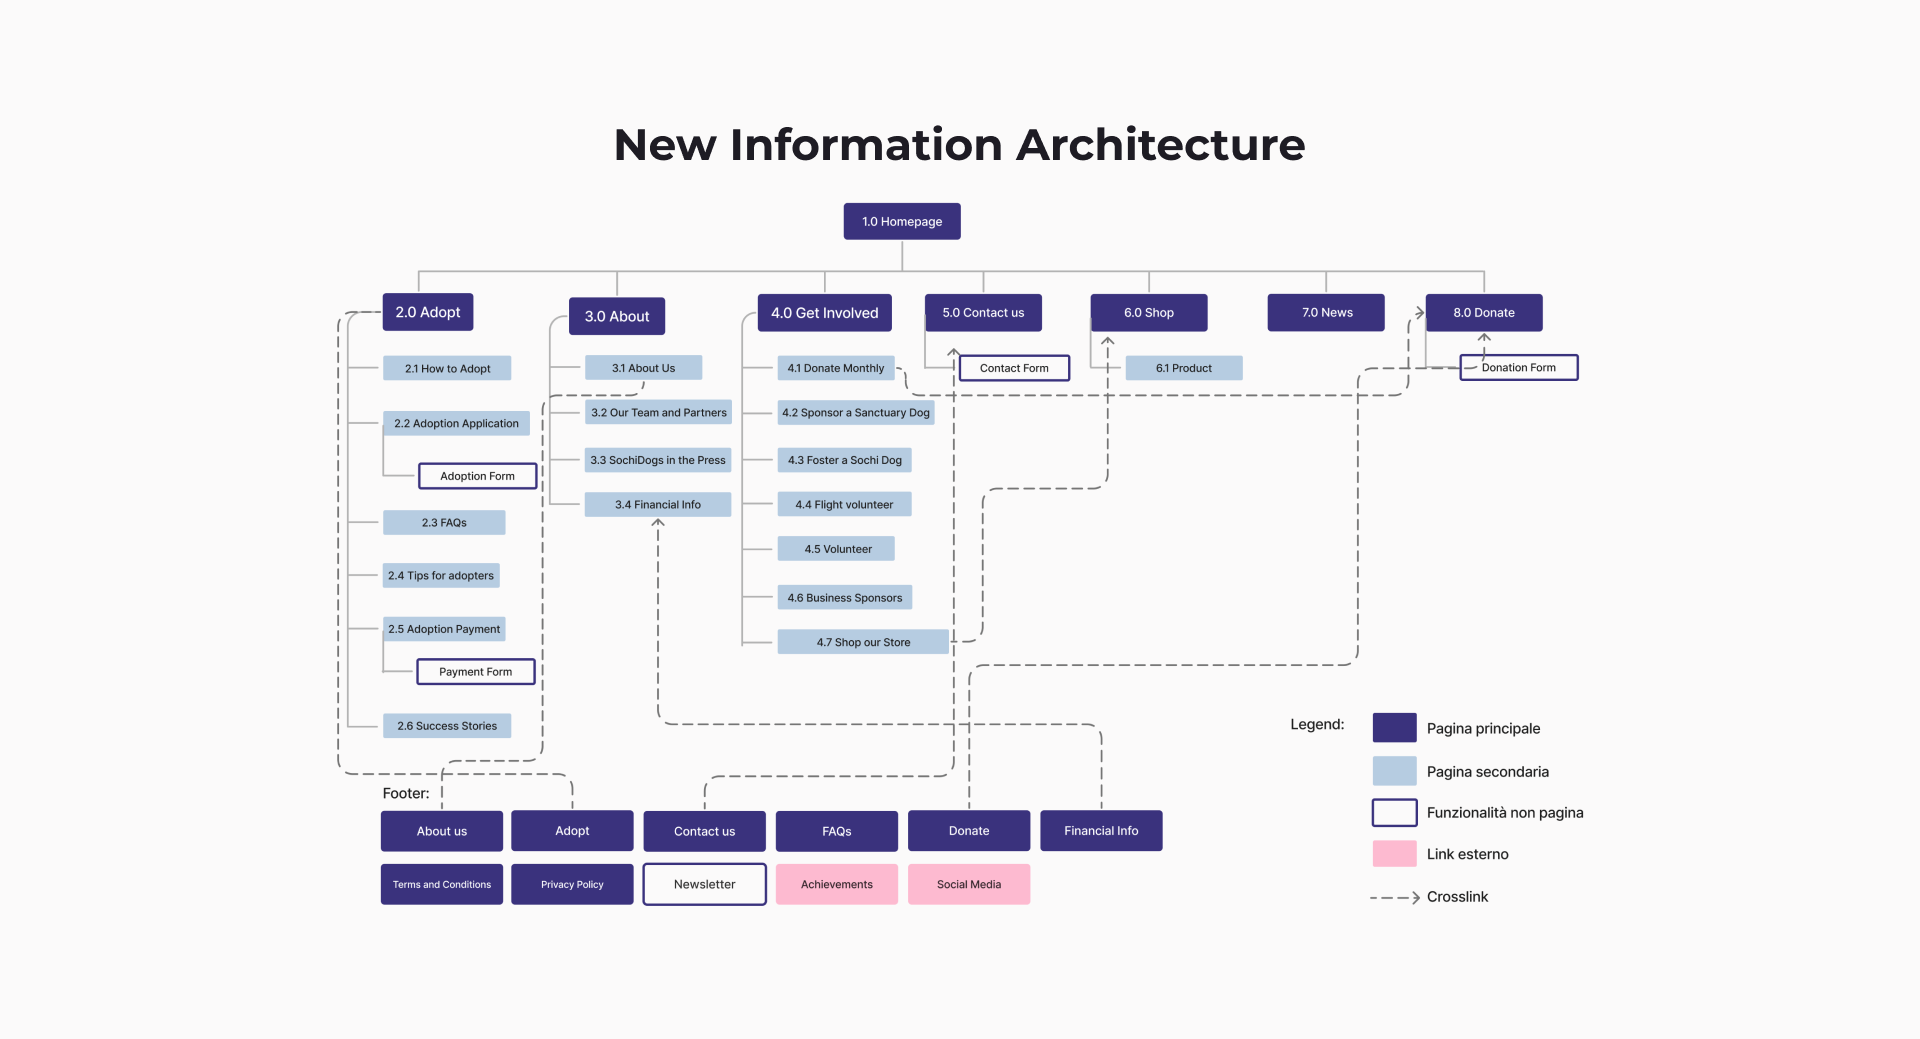 New Information Architecture
1.0 Homepage
2.0 Adopt
3.0 About
4.0 Get Involved
5.0 Contact us
6.0 Shop
7.0 News
8.0 Donate
2.1 How to Adopt
2.2 Adoption Application
Adoption Form
2.3 FAQs
2.4 Tips for adopters
2.5 Adoption Payment
Payment Form
2.6 Success Stories
3.1 About Us
3.2 Our Team and Partners
3.3 SochiDogs in the Press
3.4 Financial Info
4.1 Donate Monthly
4.2 Sponsor a Sanctuary Dog
4.3 Foster a Sochi Dog
4.4 Flight volunteer
4.5 Volunteer
4.6 Business Sponsors
4.7 Shop our Store
Contact Form
6.1 Product
Donation Form
Footer:
About us
Adopt
Contact us
FAQs
Donate
Financial Info
Terms and Conditions
Privacy Policy
Newsletter
Achievements
Social Media
Legend:
Pagina principale
Pagina secondaria
Funzionalità non pagina
Link esterno
Crosslink